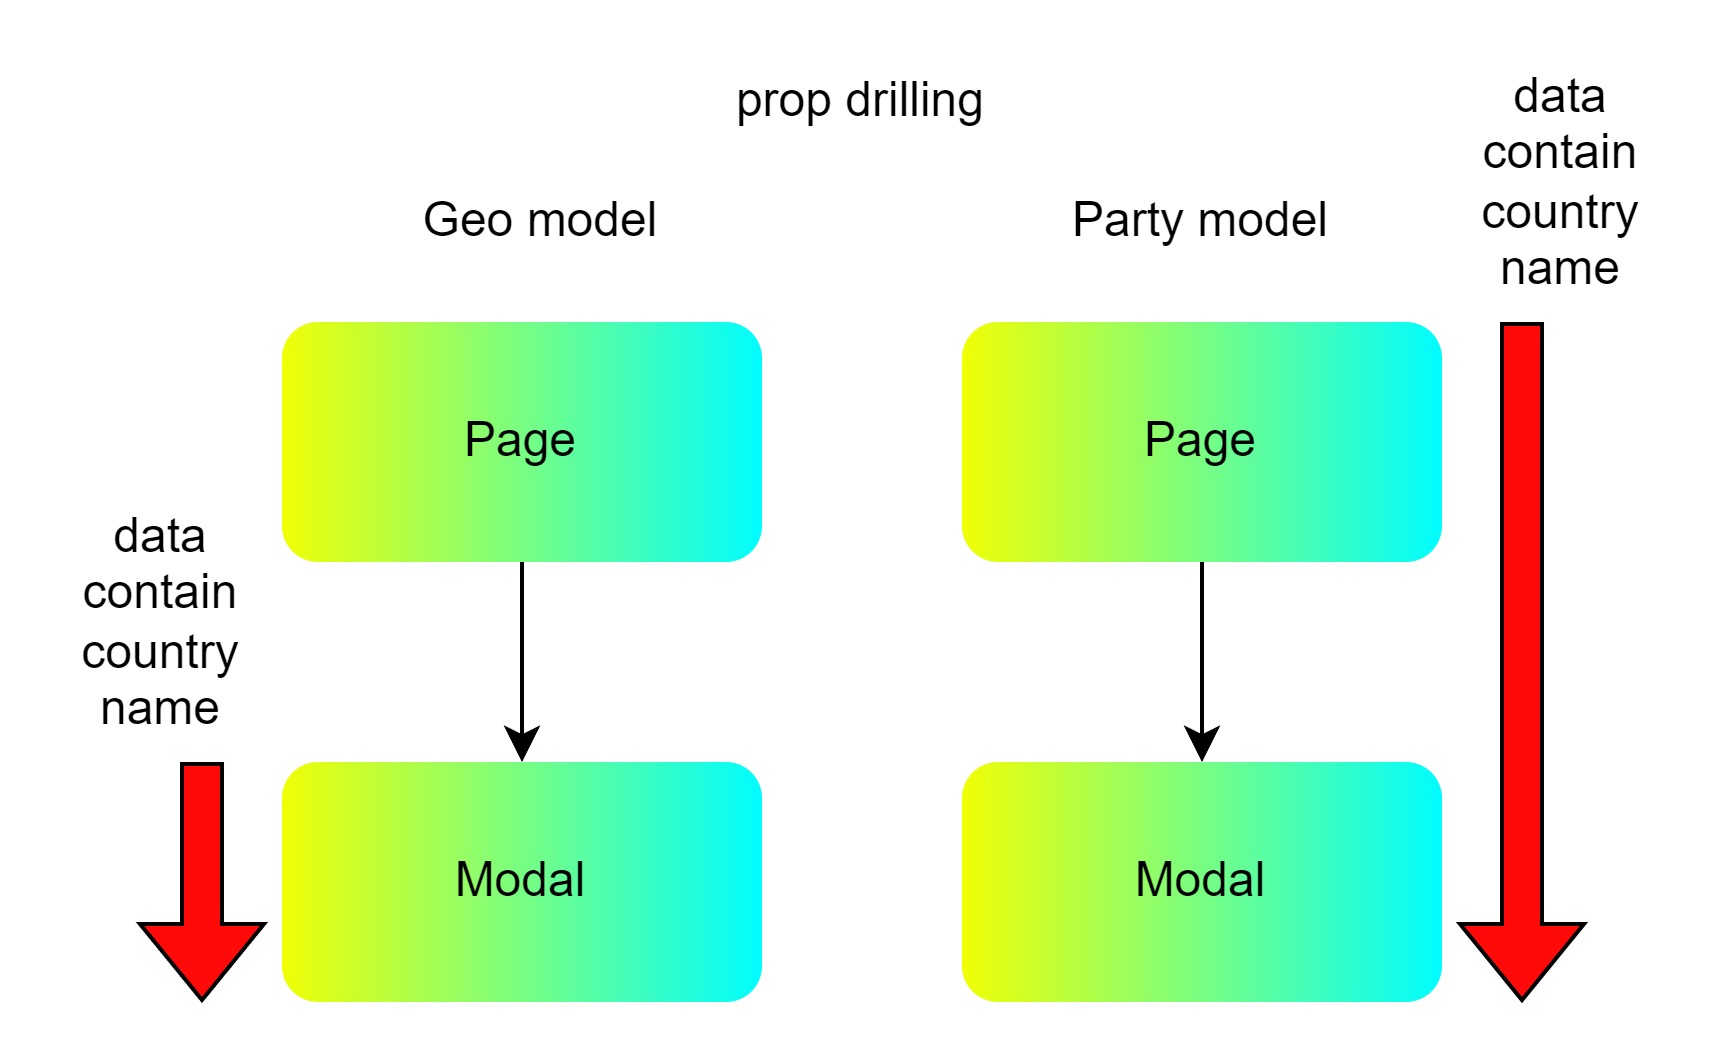 prop drilling
Geo model
Party model
data
contain
country
name
Page
Page
data
contain
country
name
Modal
Modal